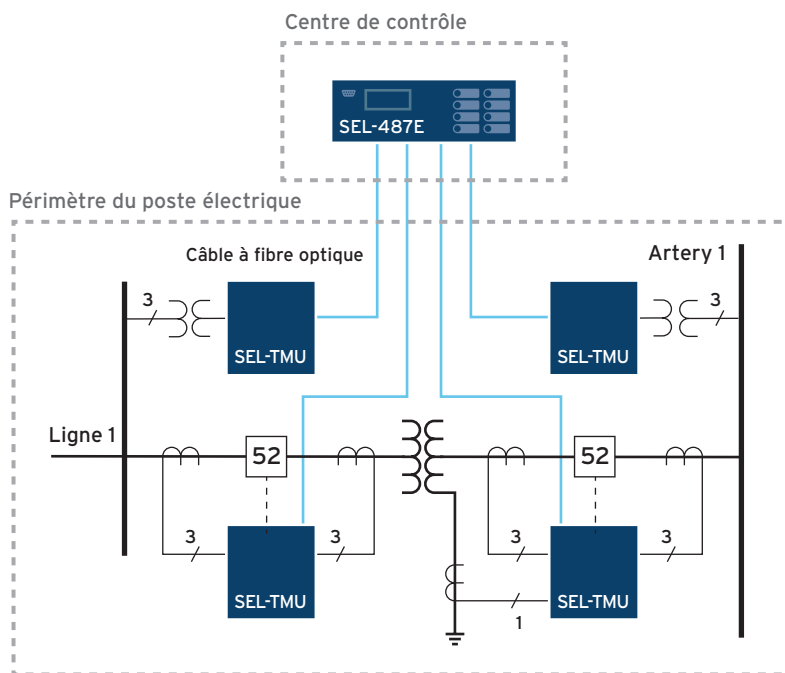 Centre de contrôle
SEL-487E
Périmètre du poste électrique
Câble à fibre optique
Artery 1
3
SEL-TMU
SEL-TMU
3
Ligne 1
52
52
3
3
3
3
SEL-TMU
SEL-TMU
1